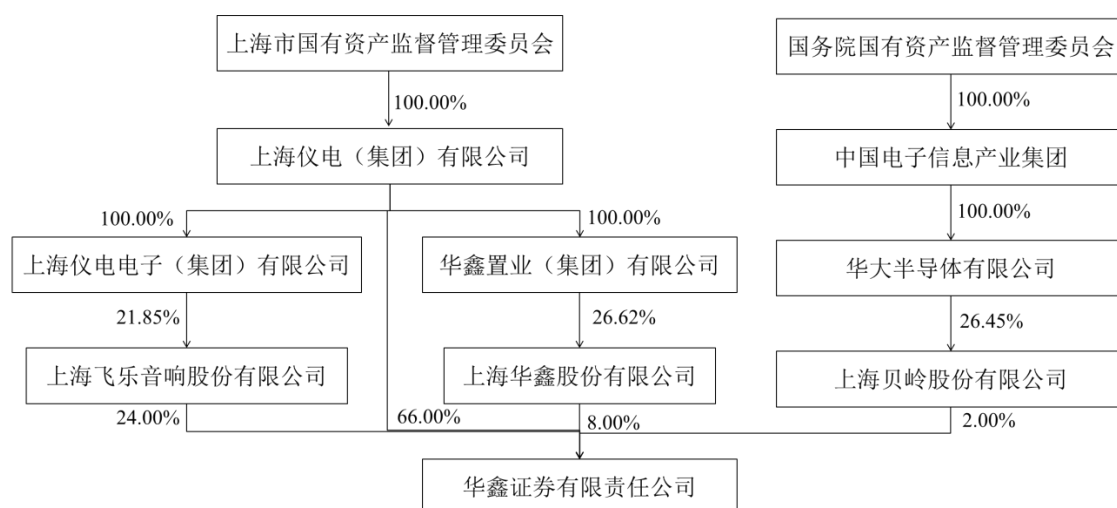 上海市国有资产监督管理委员会
国务院国有资产监督管理委员会
100.00%
100.00%
上海仪电（集团）有限公司
中国电子信息产业集团
100.00%
100.00%
100.00%
上海仪电电子（集团）有限公司
华鑫置业（集团）有限公司
华大半导体有限公司
21.85%
26.62%
26.45%
上海飞乐音响股份有限公司
上海华鑫股份有限公司
上海贝岭股份有限公司
24.00%
66.00%
8.00%
2.00%
华鑫证券有限责任公司